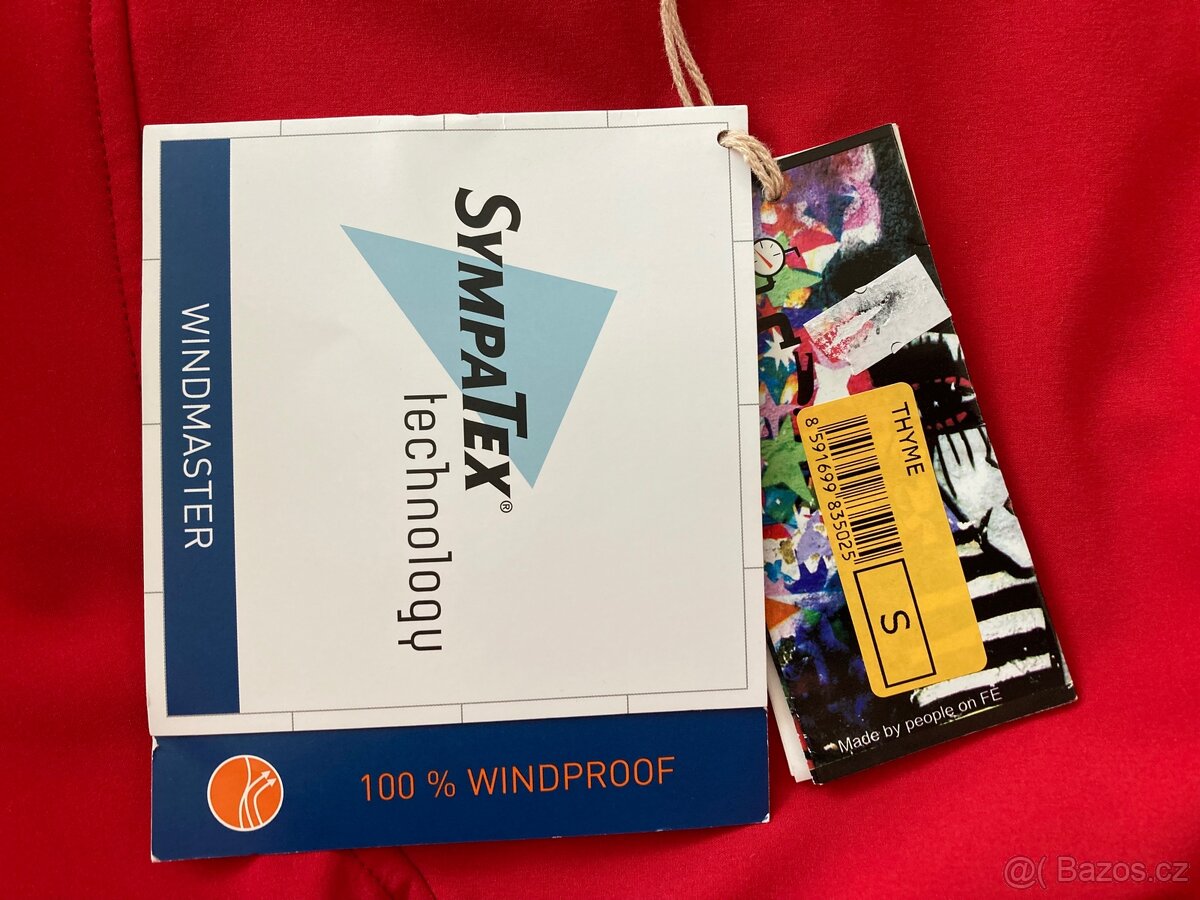 SYMPATEX®
technology
WINDMASTER
100 % WINDPROOF
THYME
8 591699 835025
S
Made by people on FE
@( Bazos.cz